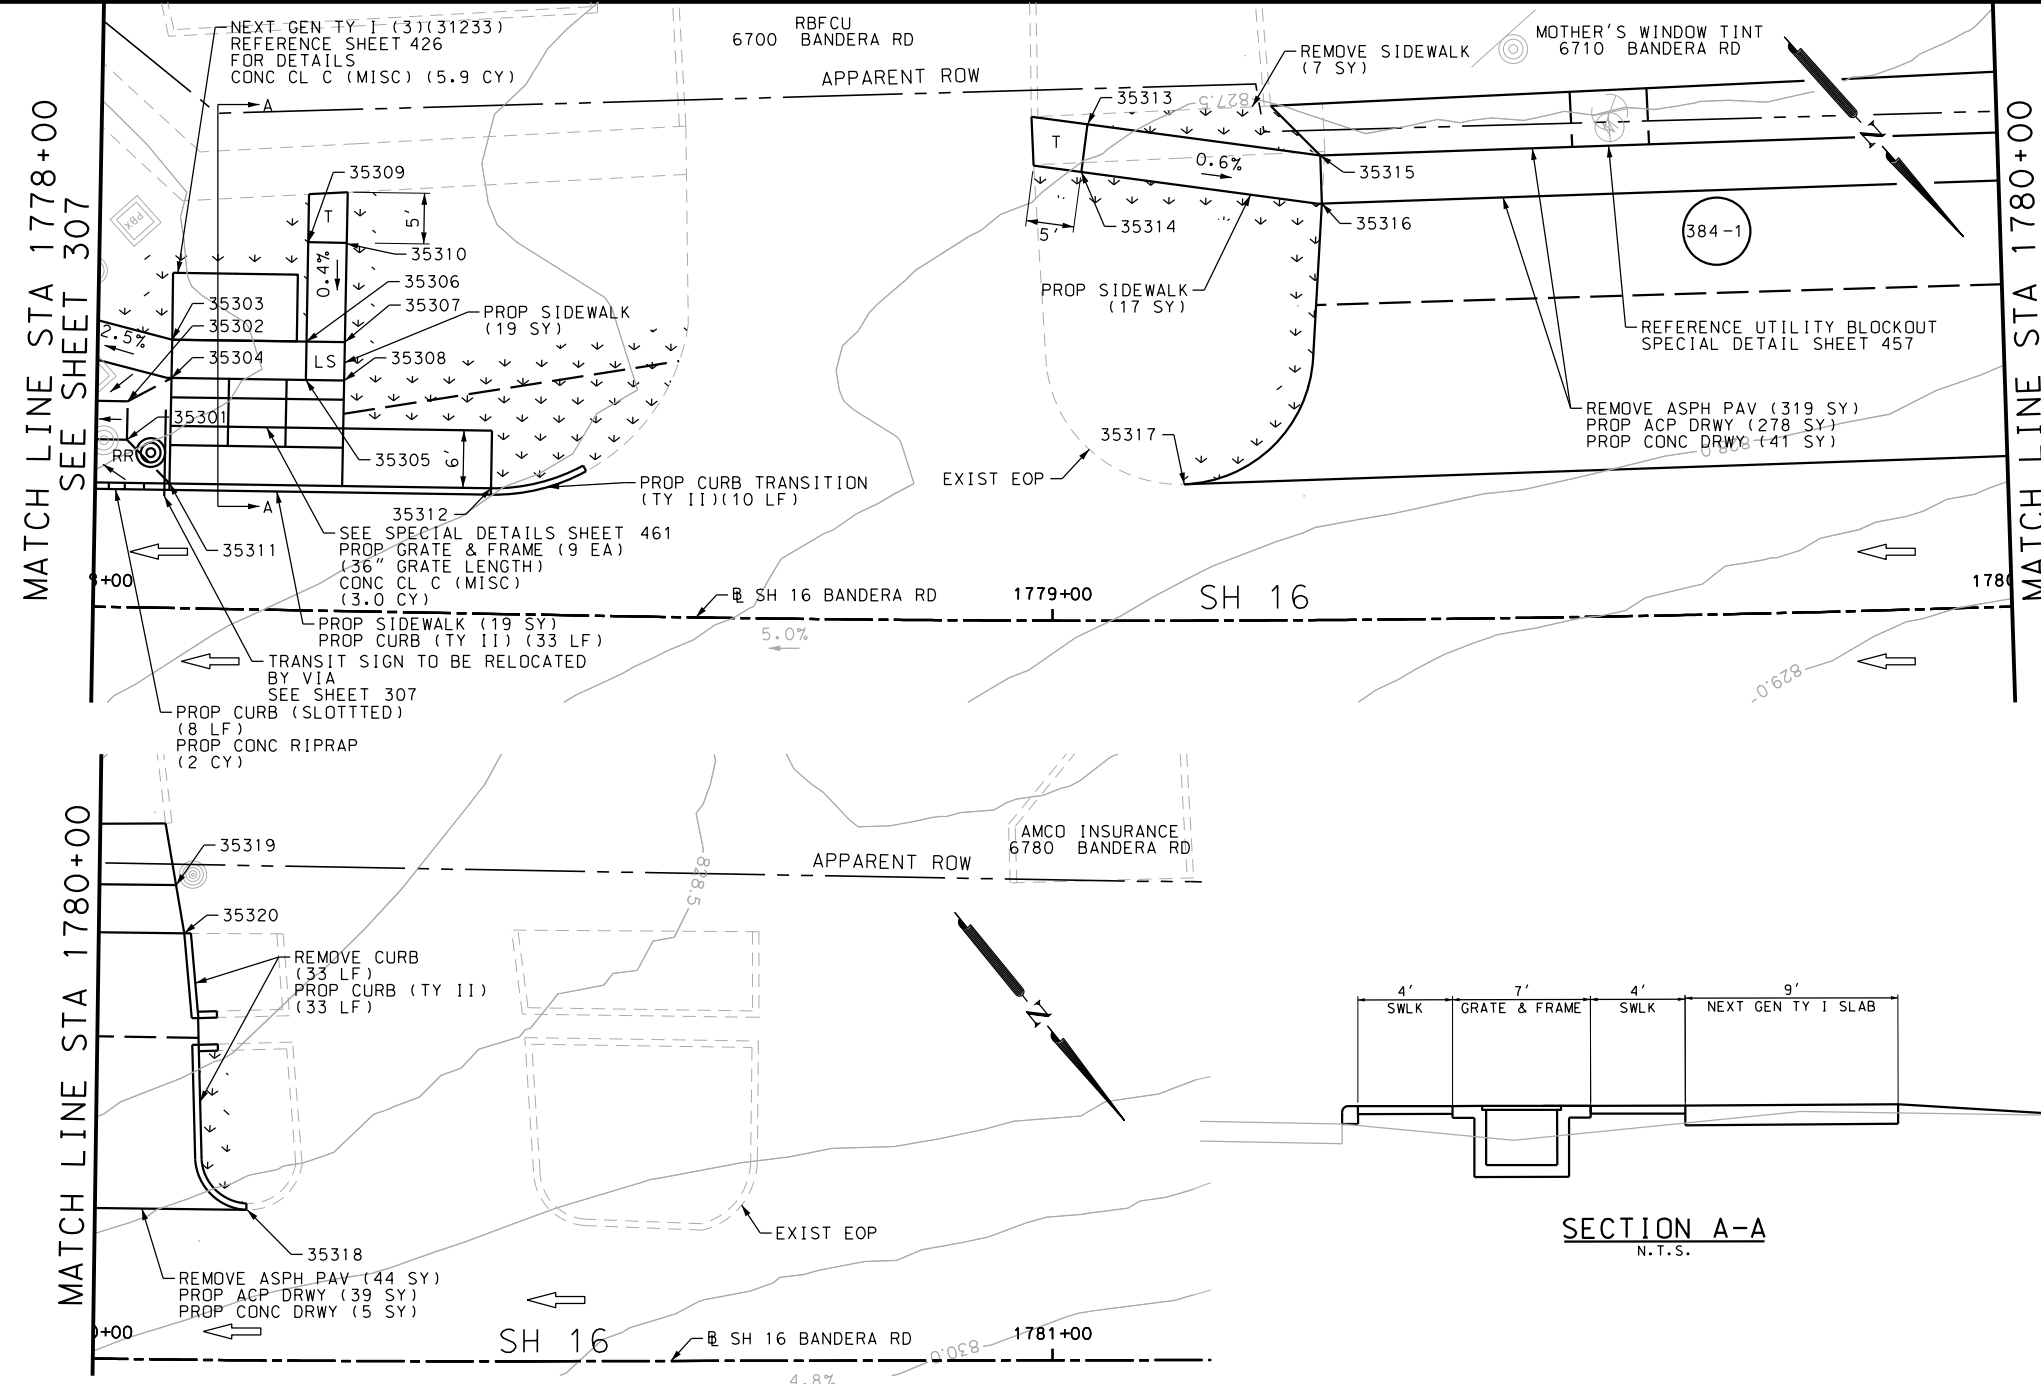 MATCH LINE STA 1778+00
SEE SHEET 307
NEXT GEN TY I (3)(31233)
REFERENCE SHEET 426
FOR DETAILS
CONC CL C (MISC) (5.9 CY)
A
RBFCU
6700 BANDERA RD
APPARENT ROW
REMOVE SIDEWALK
(7 SY)
MOTHER'S WINDOW TINT
6710 BANDERA RD
N
MATCH LINE STA 1780+00
827.5
35313
T
0.6%
35315
35314
35316
5'
384-1
PBX
35309
T
5'
35310
0.4%
35306
35307
35303
35302
2.5%
35304
PROP SIDEWALK
(19 SY)
LS
35308
35301
RR
35305
6'
PROP SIDEWALK
(17 SY)
REFERENCE UTILITY BLOCKOUT
SPECIAL DETAIL SHEET 457
REMOVE ASPH PAV (319 SY)
PROP ACP DRWY (278 SY)
PROP CONC DRWY (41 SY)
828.0
35317
EXIST EOP
PROP CURB TRANSITION
(TY II)(10 LF)
A
35312
35311
SEE SPECIAL DETAILS SHEET 461
PROP GRATE & FRAME (9 EA)
(36" GRATE LENGTH)
CONC CL C (MISC)
(3.0 CY)
+00
SH 16 BANDERA RD
1779+00
SH 16
178
5.0%
829.0
PROP SIDEWALK (19 SY)
PROP CURB (TY II) (33 LF)
TRANSIT SIGN TO BE RELOCATED
BY VIA
SEE SHEET 307
PROP CURB (SLOTTTED)
(8 LF)
PROP CONC RIPRAP
(2 CY)
MATCH LINE STA 1780+00
35319
35320
APPARENT ROW
AMCO INSURANCE
6780 BANDERA RD
828.5
REMOVE CURB
(33 LF)
PROP CURB (TY II)
(33 LF)
N
EXIST EOP
35318
REMOVE ASPH PAV (44 SY)
PROP ACP DRWY (39 SY)
PROP CONC DRWY (5 SY)
+00
SH 16
SH 16 BANDERA RD
1781+00
830.0
4.8%
4' 7' 4' 9'
SWLK GRATE & FRAME SWLK NEXT GEN TY I SLAB
SECTION A-A
N.T.S.